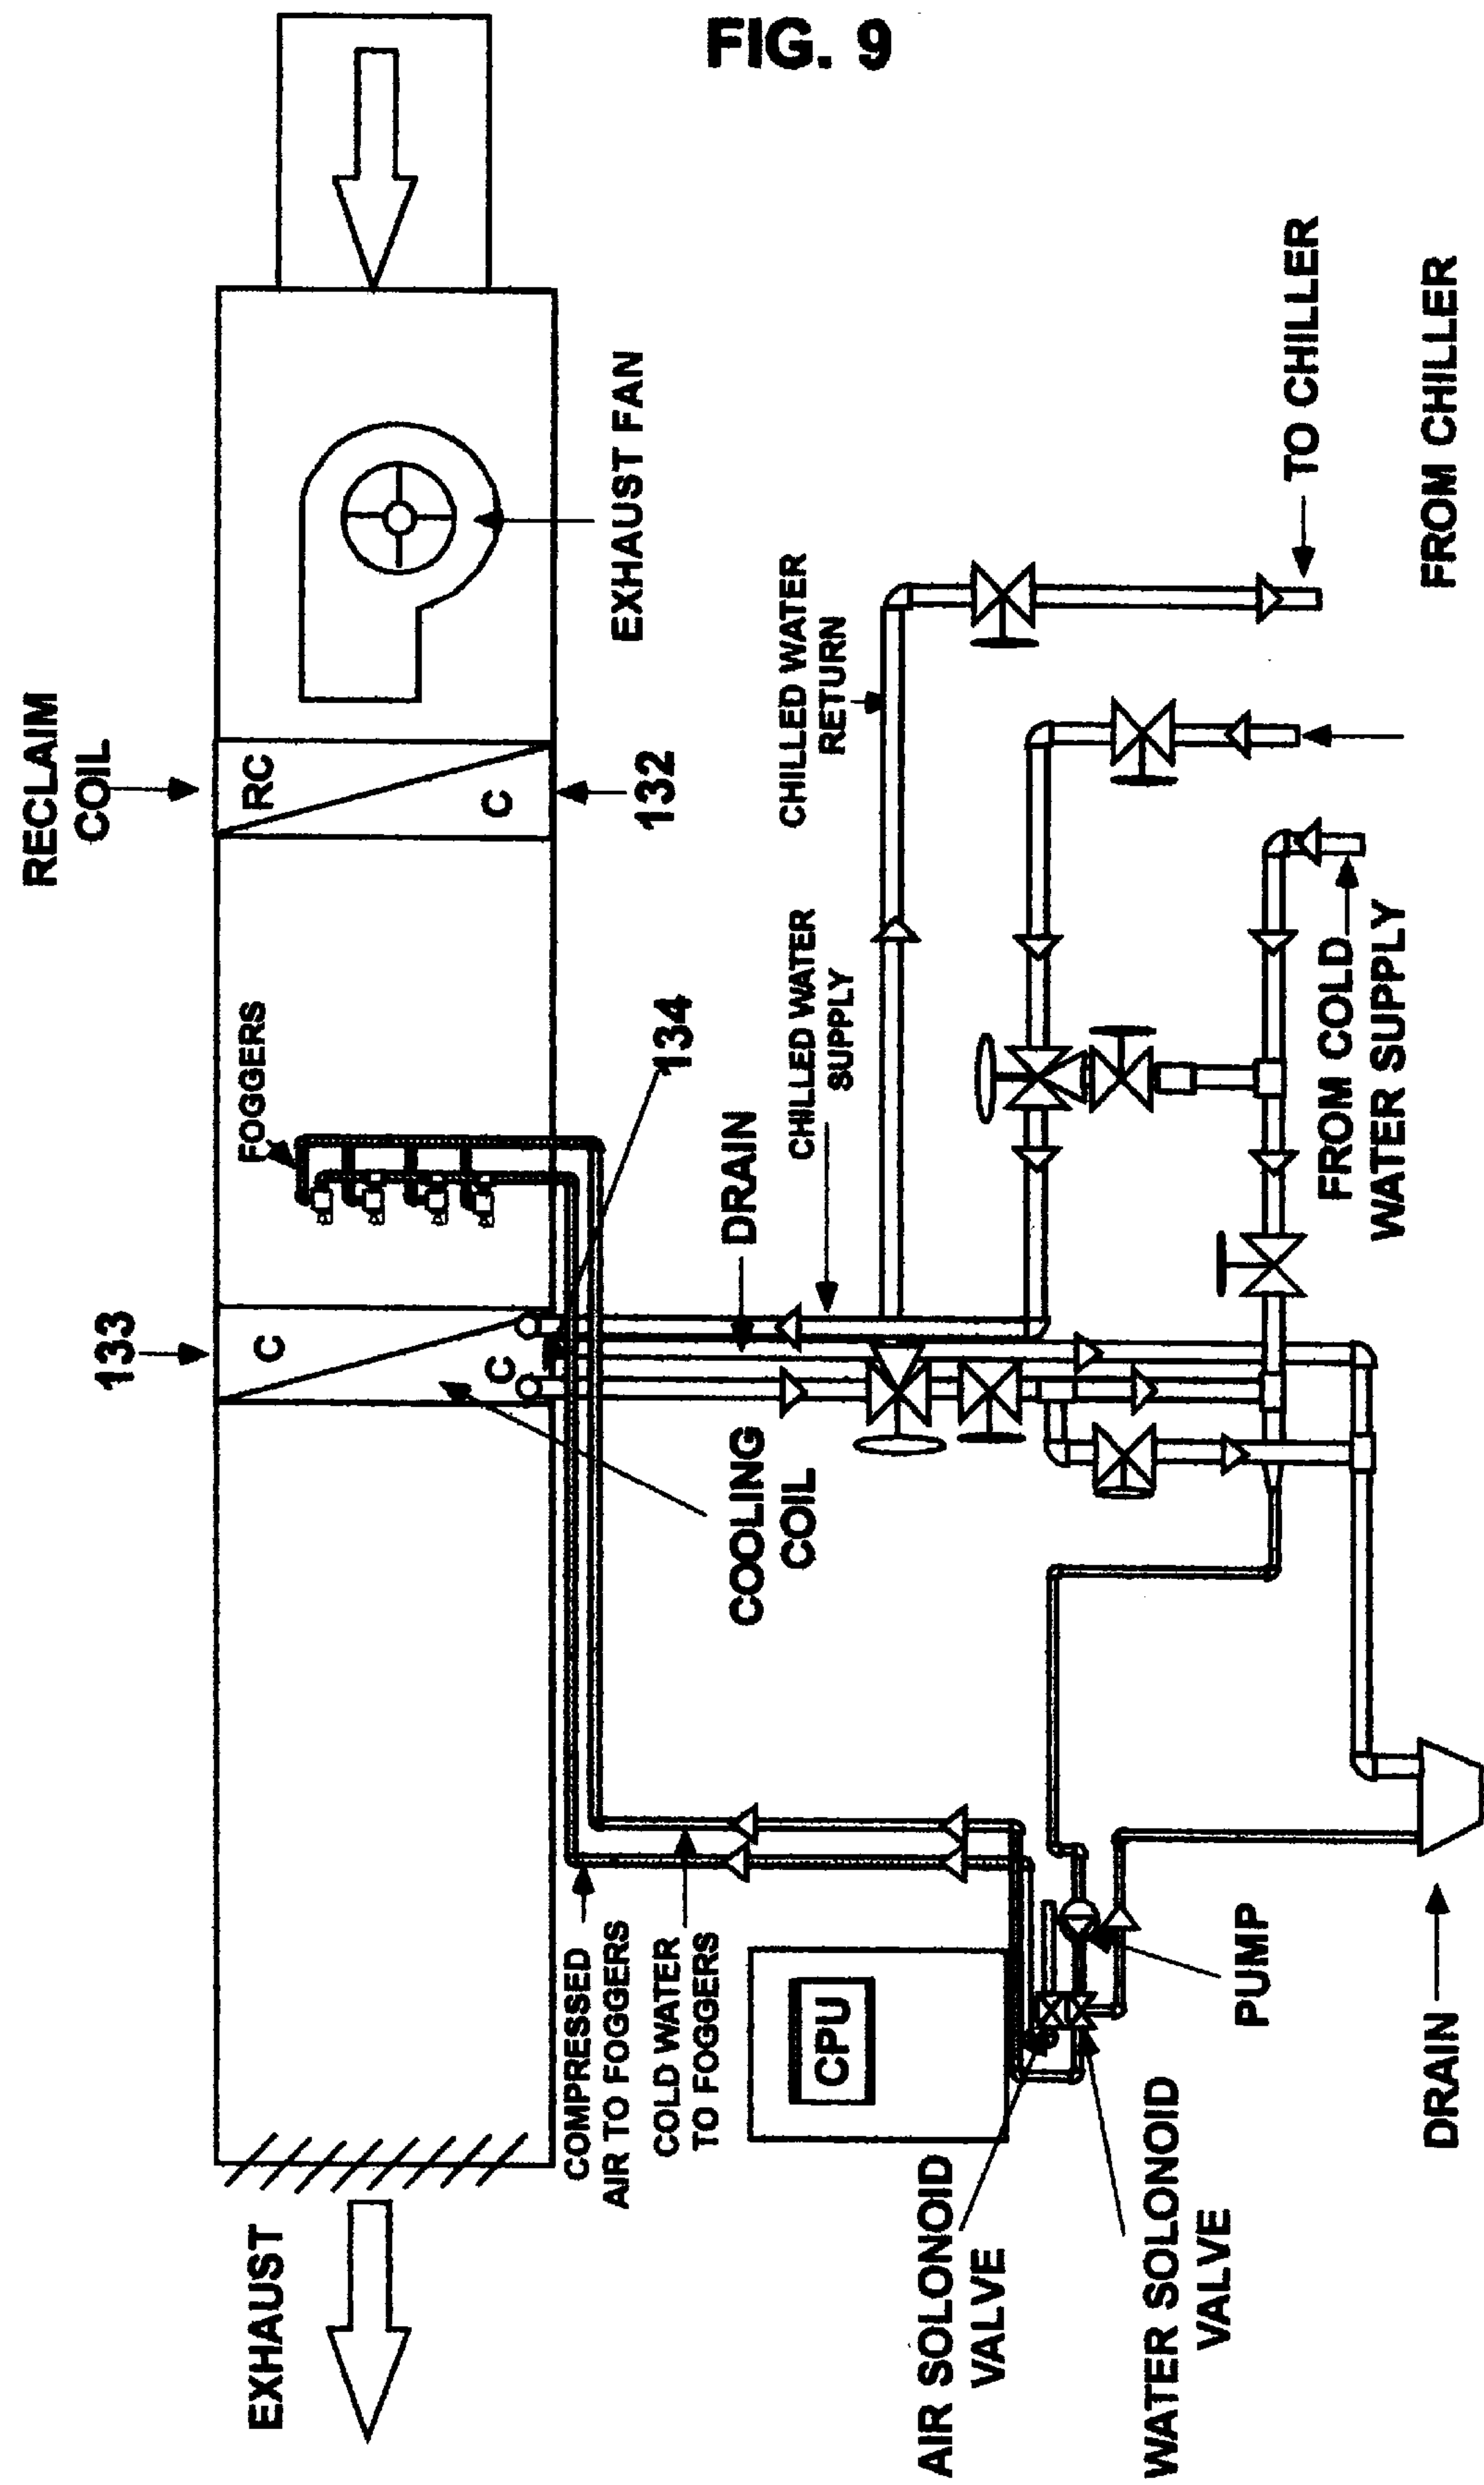 FIG. 9
RECLAIM
COIL
RC
C
132
EXHAUST FAN
FOGGERS
134
133
C
C
COOLING
COIL
DRAIN
CHILLED WATER
SUPPLY
CHILLED WATER
RETURN
TO CHILLER
FROM CHILLER
FROM COLD
WATER SUPPLY
EXHAUST
COMPRESSED
AIR TO FOGGERS
COLD WATER
TO FOGGERS
CPU
AIR SOLONOID
VALVE
WATER SOLONOID
VALVE
PUMP
DRAIN